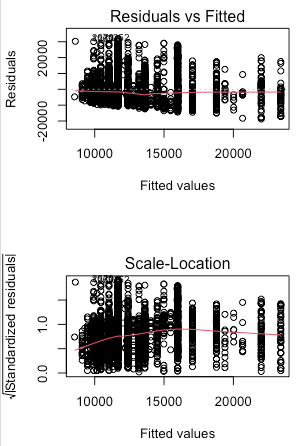 Residuals vs Fitted
Residuals
20000
-20000
10000
15000
20000
Fitted values
Scale-Location
√|Standardized residuals|
1.0
0.0
10000
15000
20000
Fitted values